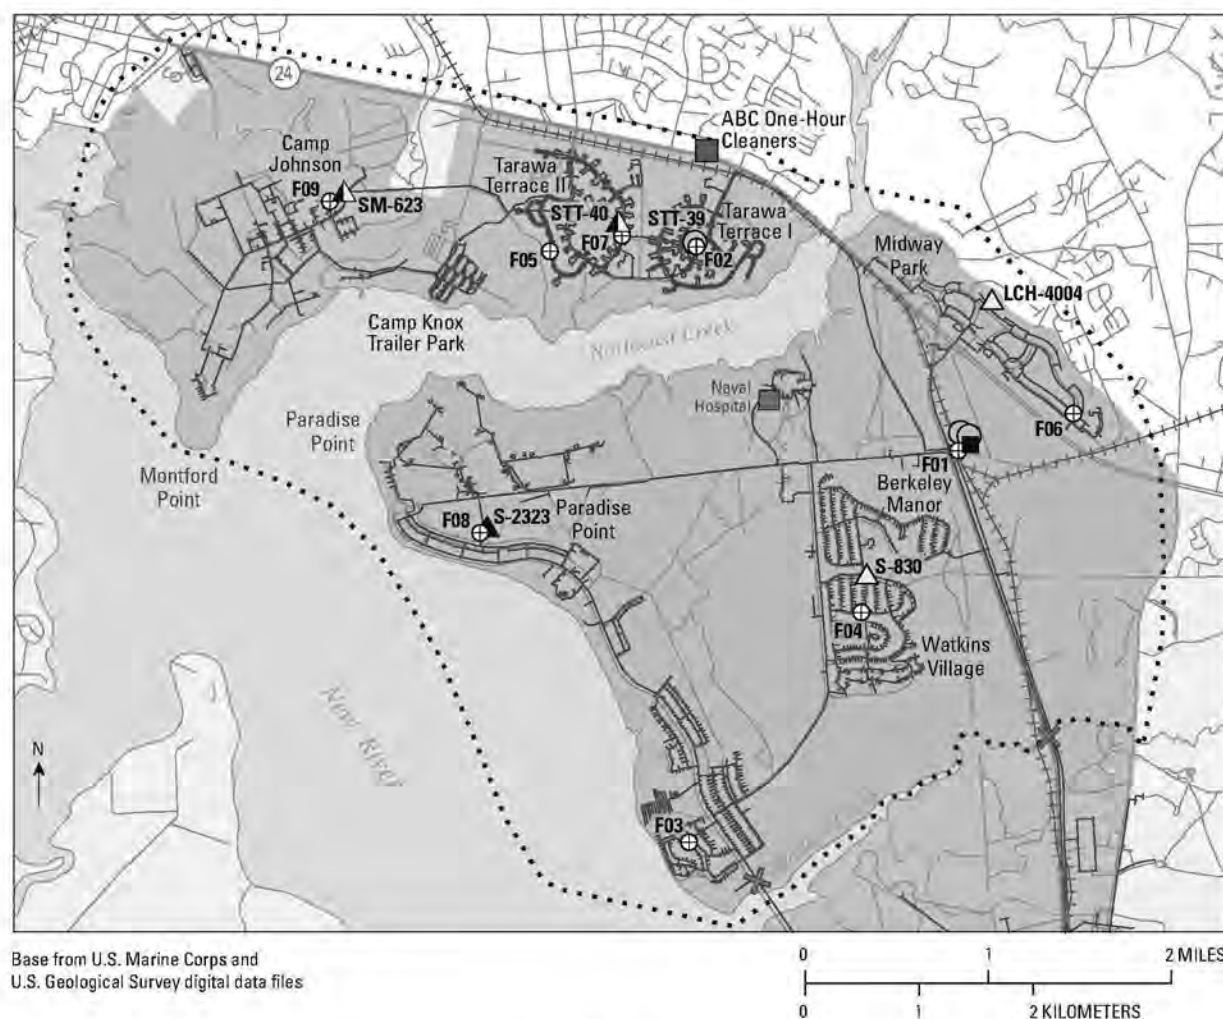 24
ABC One-Hour
Cleaners
Camp
Johnson
F09
SM-623
Tarawa
Terrace II
STT-40
F07
F05
STT-39
F02
Tarawa
Terrace I
Midway
Park
LCH-4004
Camp Knox
Trailer Park
Northeast Creek
Naval
Hospital
Paradise
Point
Montford
Point
F06
F01
Berkeley
Manor
F08
S-2323
Paradise
Point
S-830
F04
Watkins
Village
New River
N
F03
Base from U.S. Marine Corps and
U.S. Geological Survey digital data files
0 1 2 MILES
0 1 2 KILOMETERS